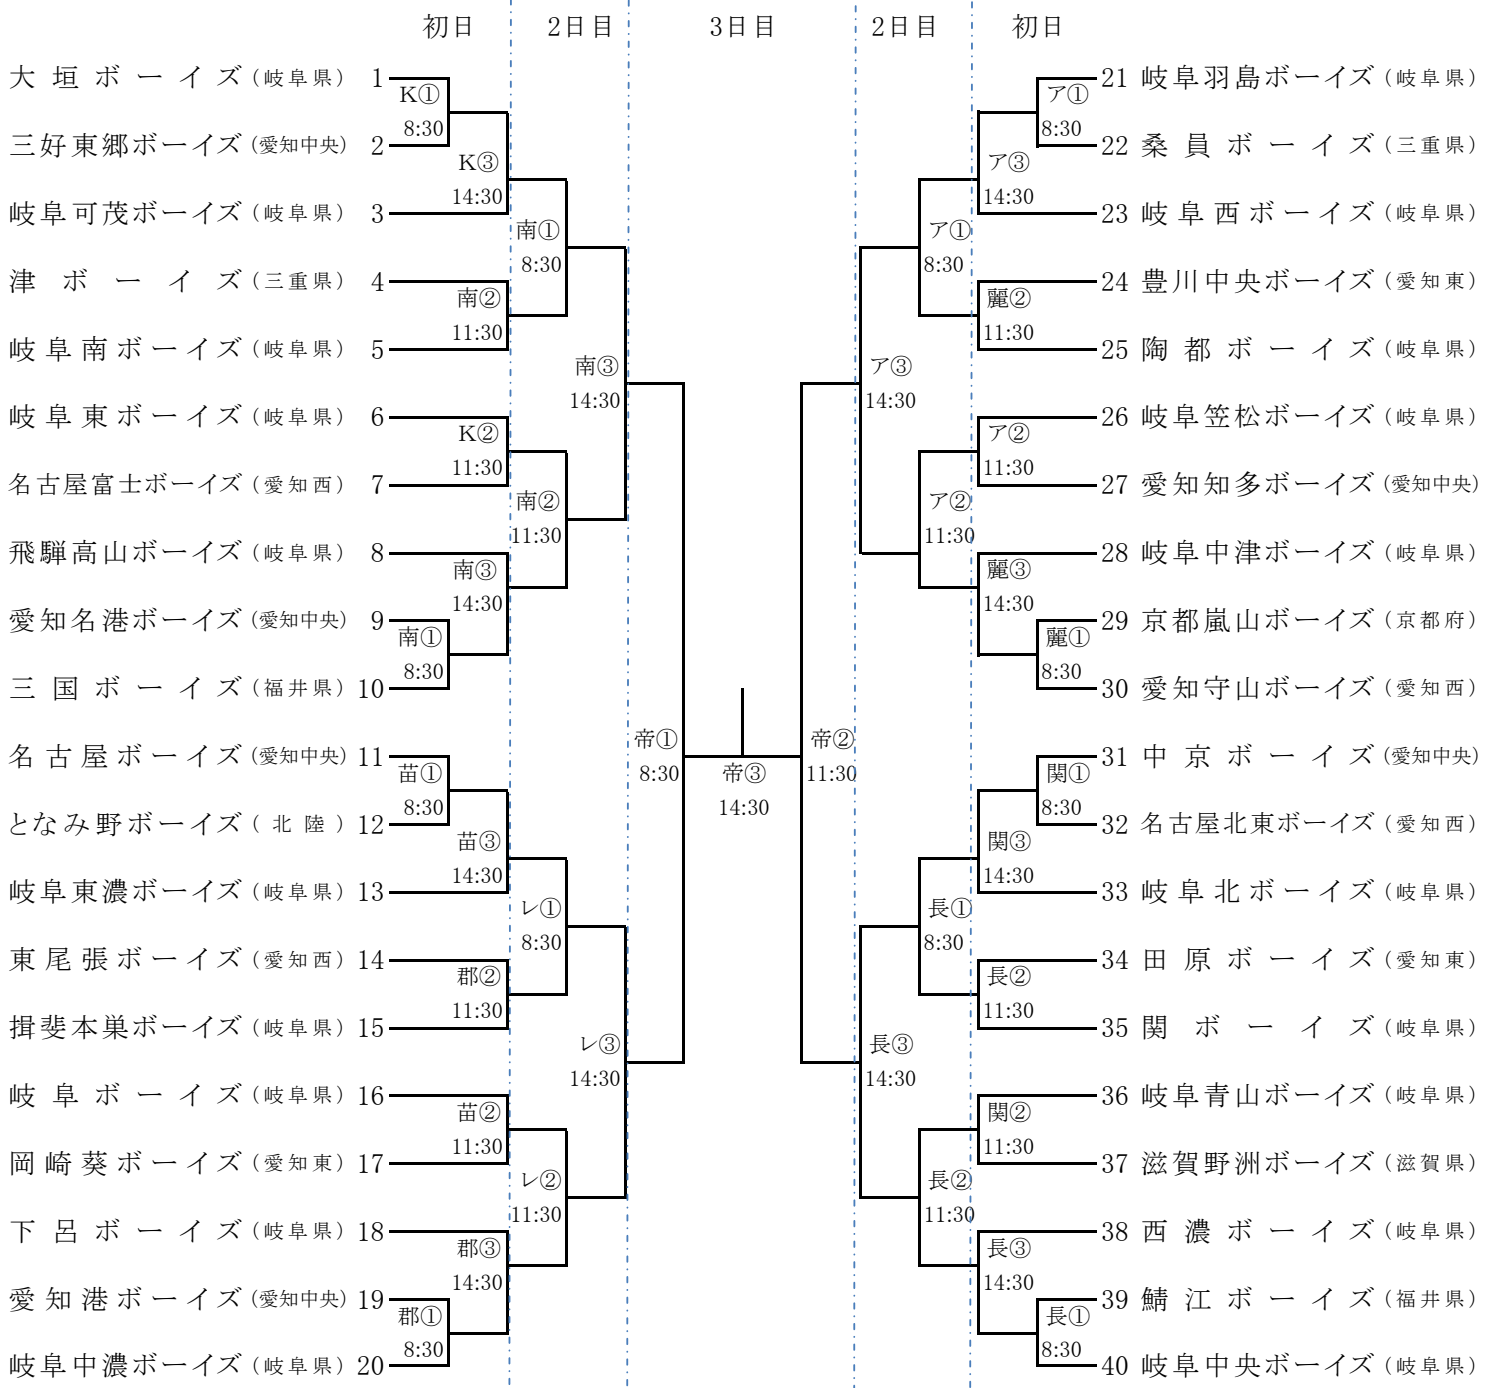 初日 2日目 3日目 2日目 初日
大垣ボーイズ（岐阜県） 1
K①
8:30
三好東郷ボーイズ（愛知中央） 2
K③
14:30
岐阜可茂ボーイズ（岐阜県） 3
南①
8:30
津ボーイズ（三重県） 4
南②
11:30
岐阜南ボーイズ（岐阜県） 5
南③
14:30
岐阜東ボーイズ（岐阜県） 6
K②
11:30
名古屋富士ボーイズ（愛知西） 7
南②
11:30
飛騨高山ボーイズ（岐阜県） 8
南③
14:30
愛知名港ボーイズ（愛知中央） 9
南①
8:30
三国ボーイズ（福井県） 10
名古屋ボーイズ（愛知中央） 11
苗①
8:30
となみ野ボーイズ（北陸） 12
苗③
14:30
岐阜東濃ボーイズ（岐阜県） 13
レ①
8:30
東尾張ボーイズ（愛知西） 14
郡②
11:30
揖斐本巣ボーイズ（岐阜県） 15
レ③
14:30
岐阜ボーイズ（岐阜県） 16
苗②
11:30
岡崎葵ボーイズ（愛知東） 17
レ②
11:30
下呂ボーイズ（岐阜県） 18
郡③
14:30
愛知港ボーイズ（愛知中央） 19
郡①
8:30
岐阜中濃ボーイズ（岐阜県） 20
帝①
8:30
帝③
14:30
帝②
11:30
21 岐阜羽島ボーイズ（岐阜県）
ア①
8:30
22 桑員ボーイズ（三重県）
ア③
14:30
23 岐阜西ボーイズ（岐阜県）
ア①
8:30
24 豊川中央ボーイズ（愛知東）
麗②
11:30
25 陶都ボーイズ（岐阜県）
ア③
14:30
26 岐阜笠松ボーイズ（岐阜県）
ア②
11:30
27 愛知知多ボーイズ（愛知中央）
ア②
11:30
28 岐阜中津ボーイズ（岐阜県）
麗③
14:30
29 京都嵐山ボーイズ（京都府）
麗①
8:30
30 愛知守山ボーイズ（愛知西）
31 中京ボーイズ（愛知中央）
関①
8:30
32 名古屋北東ボーイズ（愛知西）
関③
14:30
33 岐阜北ボーイズ（岐阜県）
長①
8:30
34 田原ボーイズ（愛知東）
長②
11:30
35 関ボーイズ（岐阜県）
長③
14:30
36 岐阜青山ボーイズ（岐阜県）
関②
11:30
37 滋賀野洲ボーイズ（滋賀県）
長②
11:30
38 西濃ボーイズ（岐阜県）
長③
14:30
39 鯖江ボーイズ（福井県）
長①
8:30
40 岐阜中央ボーイズ（岐阜県）